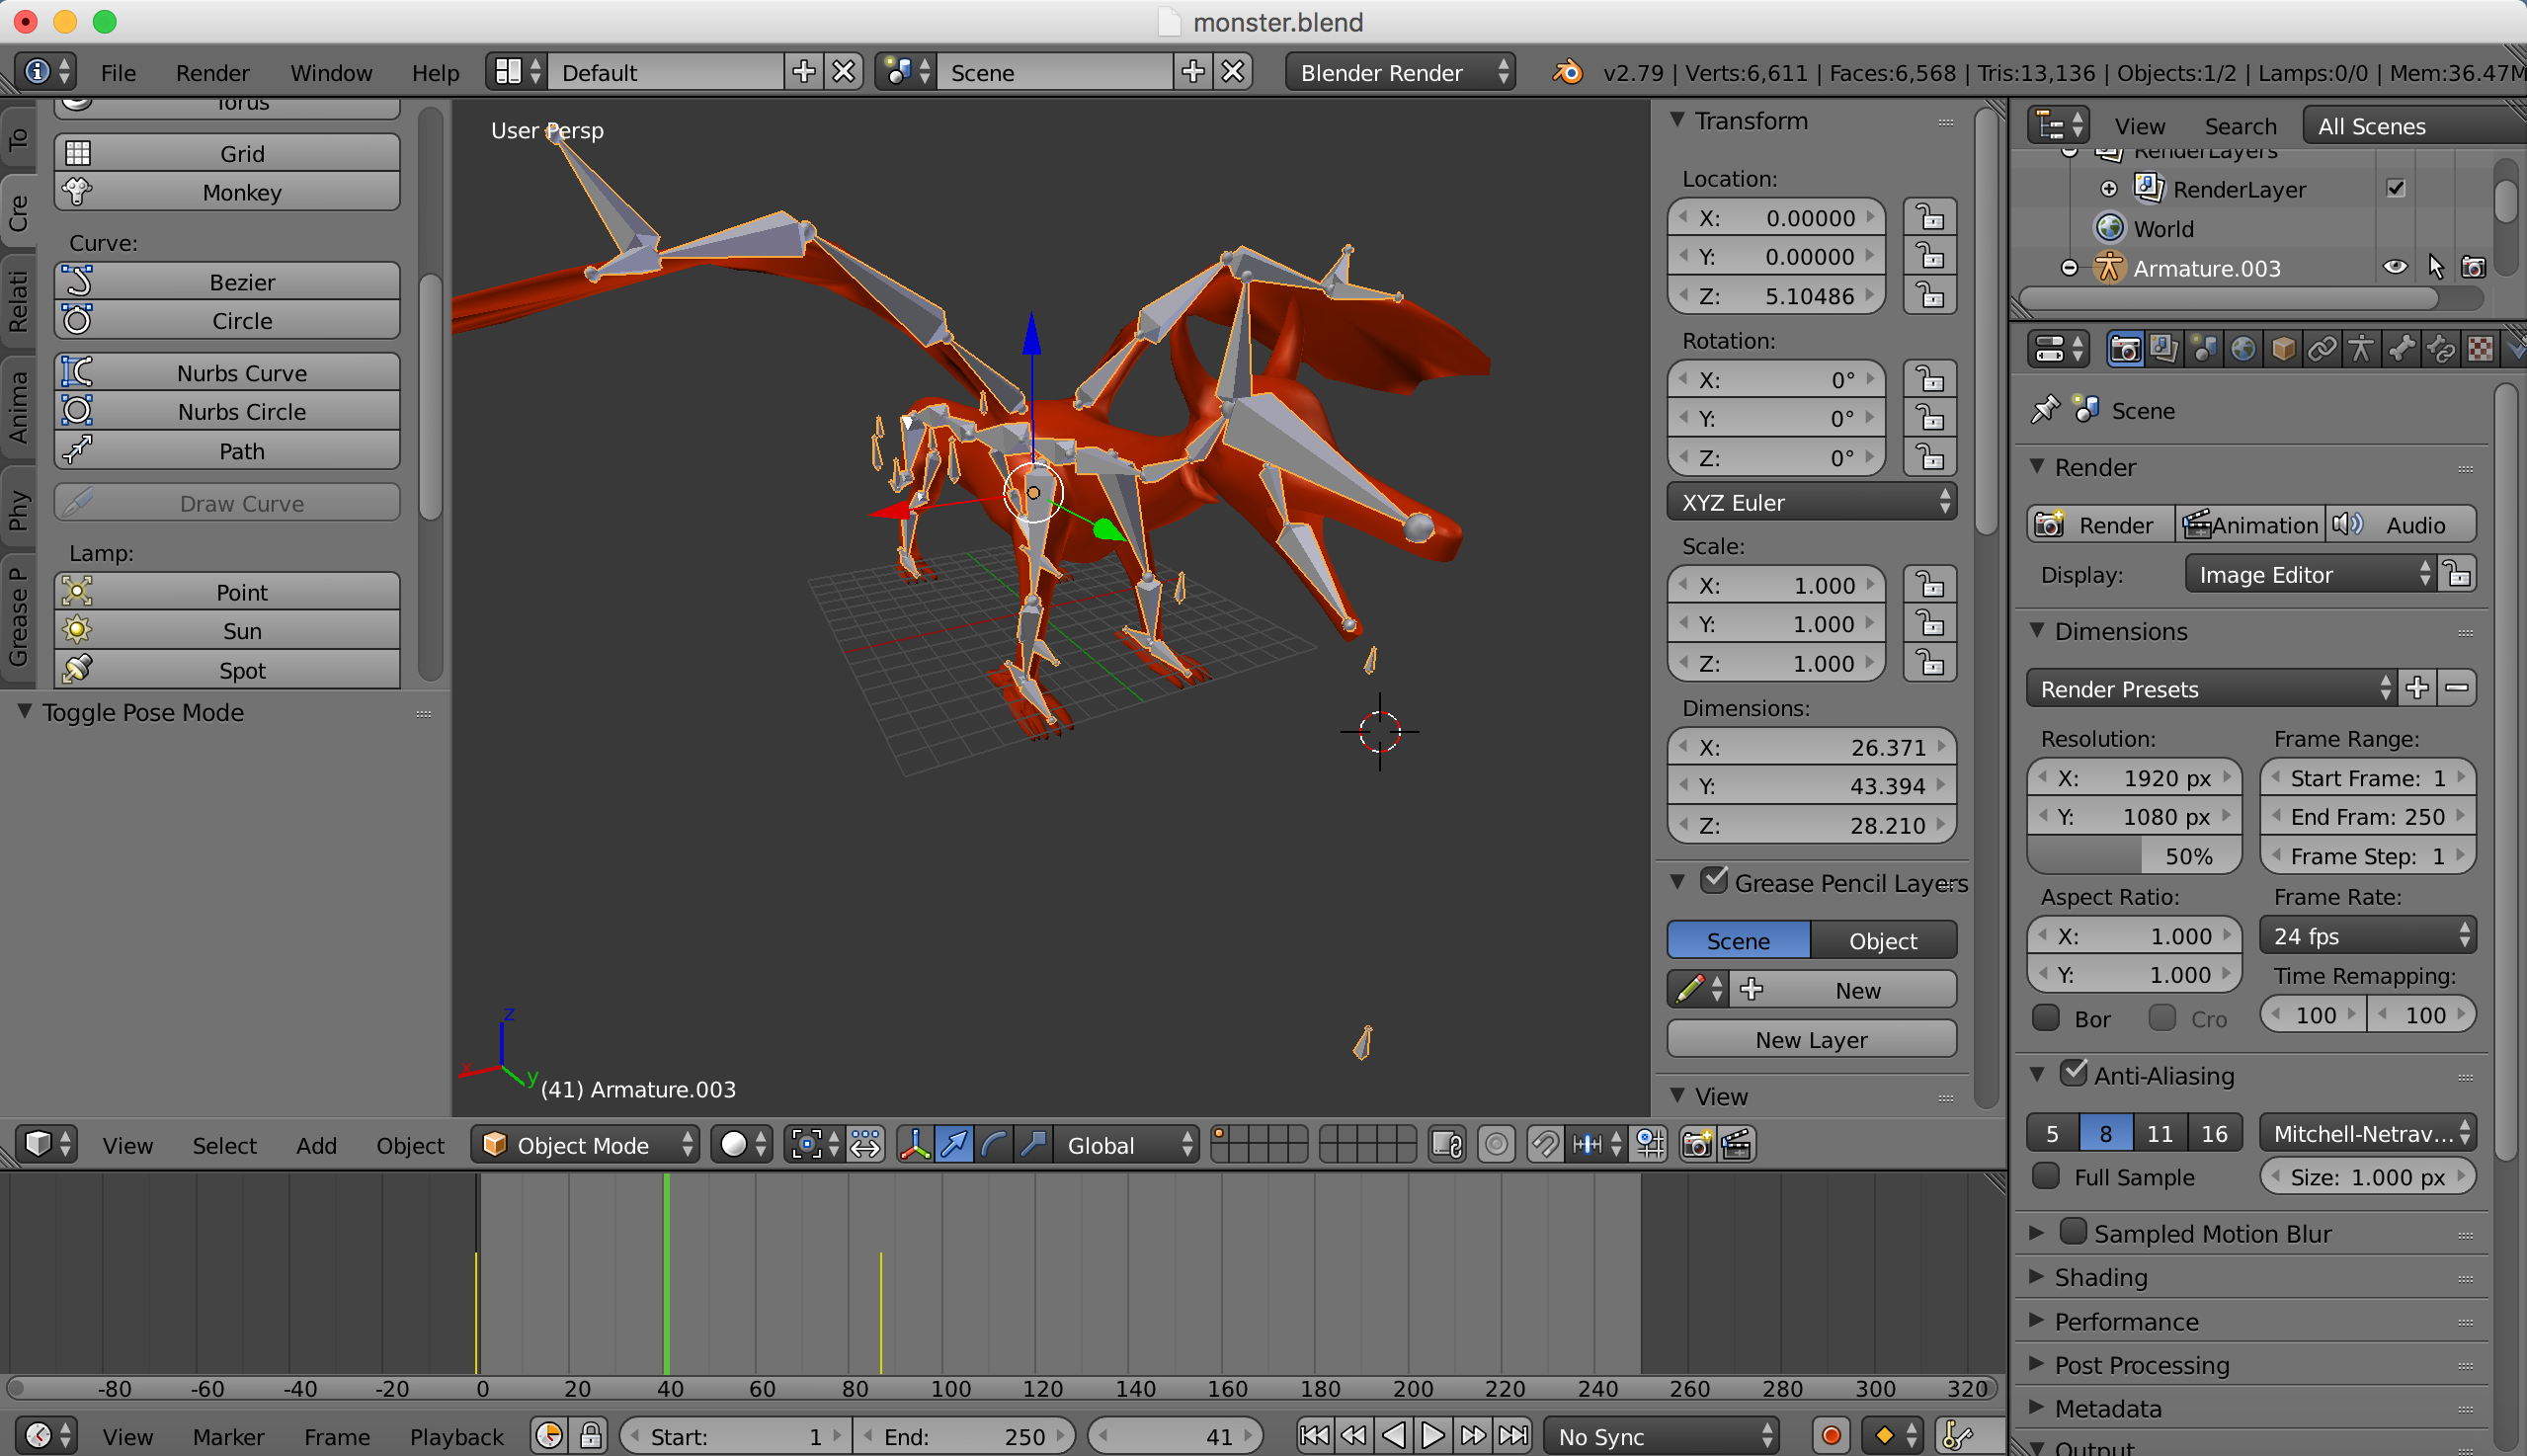 monster.blend
File Render Window Help Default Scene Blender Render v2.79 | Verts:6,611 | Faces:6,568 | Tris:13,136 | Objects:1/2 | Lamps:0/0 | Mem:36.47M
To
Cre
Relati
Anima
Phy
Grease P
Torus
Grid
Monkey
Curve:
Bezier
Circle
Nurbs Curve
Nurbs Circle
Path
Draw Curve
Lamp:
Point
Sun
Spot
Toggle Pose Mode
User Persp
z
x
y
(41) Armature.003
Transform
Location:
X: 0.00000
Y: 0.00000
Z: 5.10486
Rotation:
X: 0°
Y: 0°
Z: 0°
XYZ Euler
Scale:
X: 1.000
Y: 1.000
Z: 1.000
Dimensions:
X: 26.371
Y: 43.394
Z: 28.210
Grease Pencil Layers
Scene Object
New
New Layer
View
View Search All Scenes
RenderLayers
RenderLayer
World
Armature.003
Scene
Render
Render Animation Audio
Display: Image Editor
Dimensions
Render Presets
Resolution: Frame Range:
X: 1920 px Start Frame: 1
Y: 1080 px End Fram: 250
50% Frame Step: 1
Aspect Ratio: Frame Rate:
X: 1.000 24 fps
Y: 1.000 Time Remapping:
Bor Cro 100 100
Anti-Aliasing
5 8 11 16 Mitchell-Netrav...
Full Sample Size: 1.000 px
Sampled Motion Blur
Shading
Performance
Post Processing
Metadata
Output
View Select Add Object Object Mode Global
-80 -60 -40 -20 0 20 40 60 80 100 120 140 160 180 200 220 240 260 280 300 320
View Marker Frame Playback Start: 1 End: 250 41 No Sync